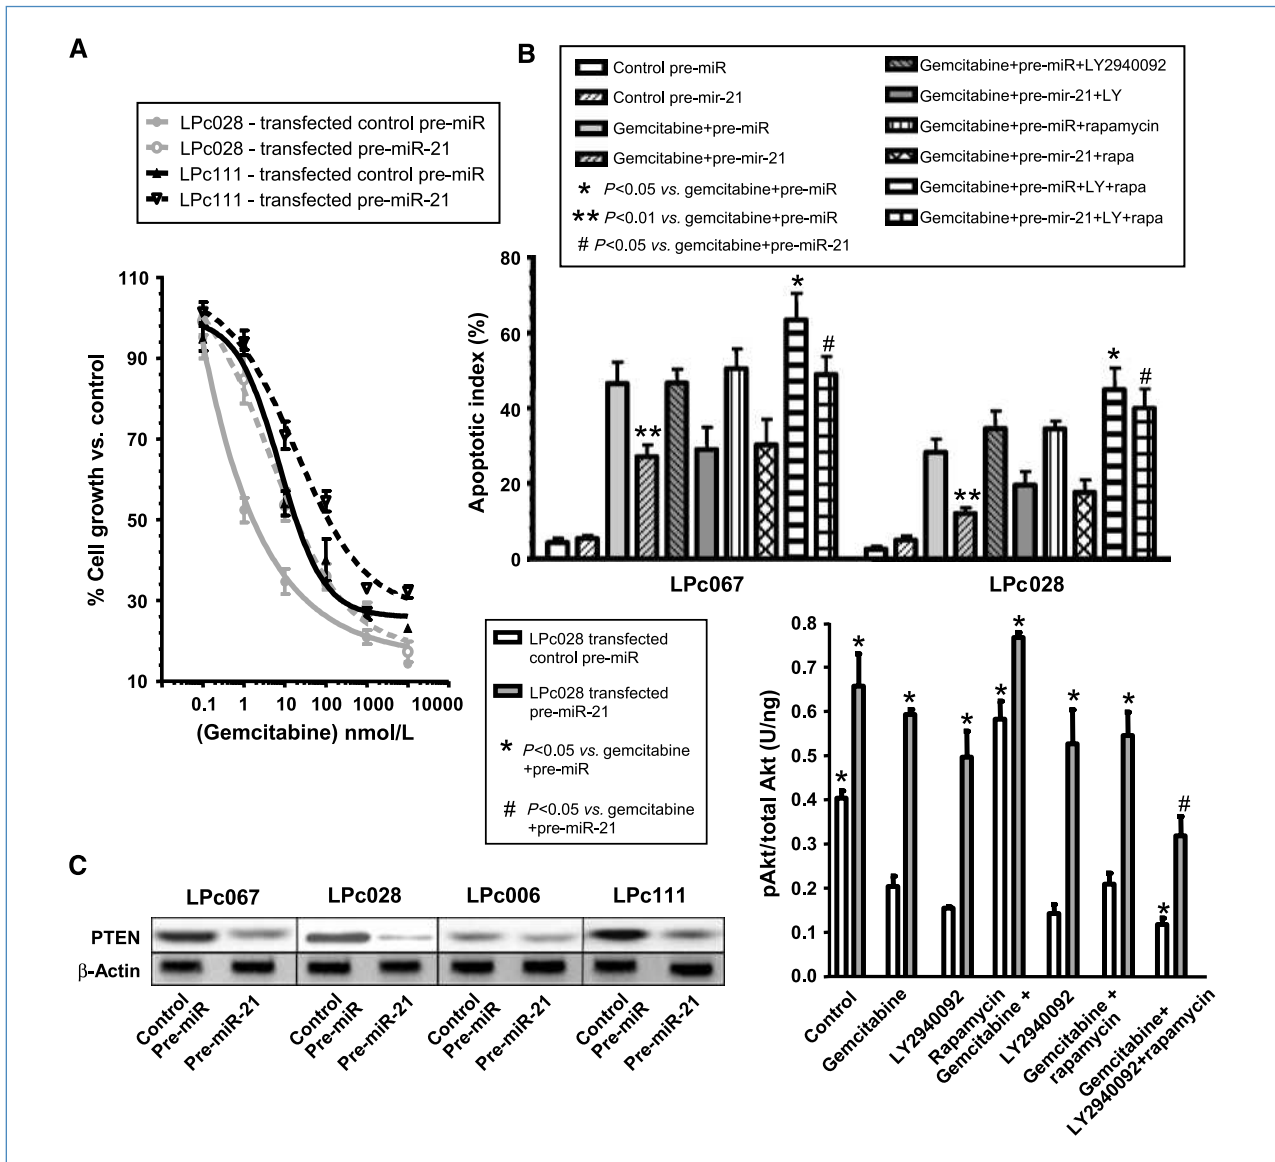 A
LPc028 - transfected control pre-miR
LPc028 - transfected pre-miR-21
LPc111 - transfected control pre-miR
LPc111 - transfected pre-miR-21
% Cell growth vs. control
110
90
70
50
30
10
0.1 1 10 100 1000 10000
(Gemcitabine) nmol/L
B
Control pre-miR
Control pre-mir-21
Gemcitabine+pre-miR
Gemcitabine+pre-mir-21
* P<0.05 vs. gemcitabine+pre-miR
** P<0.01 vs. gemcitabine+pre-miR
# P<0.05 vs. gemcitabine+pre-miR-21
Gemcitabine+pre-miR+LY2940092
Gemcitabine+pre-mir-21+LY
Gemcitabine+pre-miR+rapamycin
Gemcitabine+pre-mir-21+rapa
Gemcitabine+pre-miR+LY+rapa
Gemcitabine+pre-mir-21+LY+rapa
Apoptotic index (%)
80
60
40
20
0
** * #
** * #
LPc067 LPc028
LPc028 transfected
control pre-miR
LPc028 transfected
pre-miR-21
* P<0.05 vs. gemcitabine
+pre-miR
# P<0.05 vs. gemcitabine
+pre-miR-21
pAkt/total Akt (U/ng)
0.8
0.7
0.6
0.5
0.4
0.3
0.2
0.1
0.0
* * * * * * * * * #
Control
Gemcitabine
LY2940092
Rapamycin
Gemcitabine +
LY2940092
Gemcitabine +
rapamycin
Gemcitabine+
LY2940092+rapamycin
C
LPc067 LPc028 LPc006 LPc111
PTEN
β-Actin
Control
Pre-miR
Pre-miR-21
Control
Pre-miR
Pre-miR-21
Control
Pre-miR
Pre-miR-21
Control
Pre-miR
Pre-miR-21